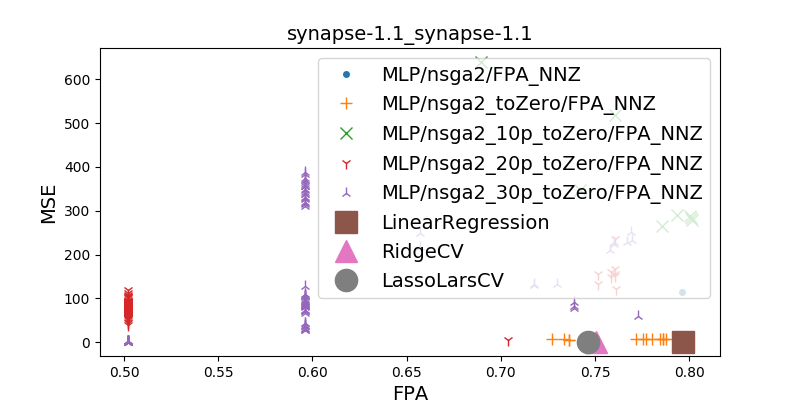 synapse-1.1_synapse-1.1
MSE
600
500
400
300
200
100
0
MLP/nsga2/FPA_NNZ
MLP/nsga2_toZero/FPA_NNZ
MLP/nsga2_10p_toZero/FPA_NNZ
MLP/nsga2_20p_toZero/FPA_NNZ
MLP/nsga2_30p_toZero/FPA_NNZ
LinearRegression
RidgeCV
LassoLarsCV
0.50 0.55 0.60 0.65 0.70 0.75 0.80
FPA